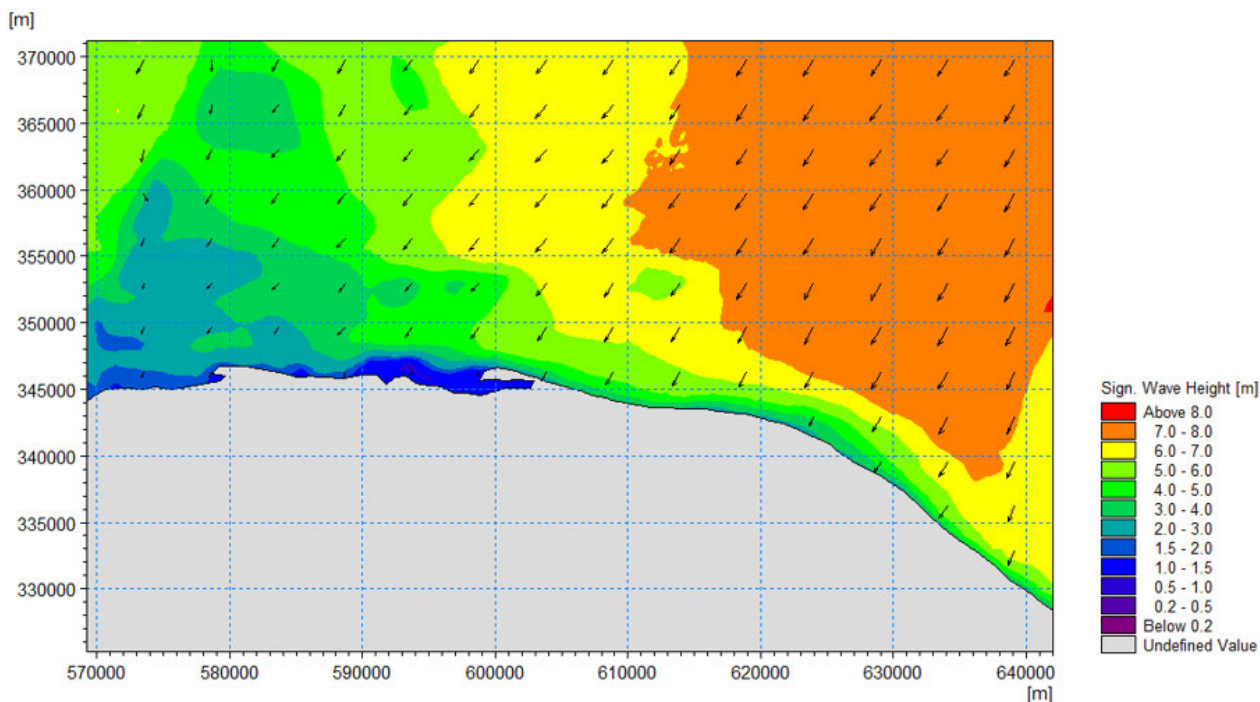 [m]
370000
365000
360000
355000
350000
345000
340000
335000
330000
570000 580000 590000 600000 610000 620000 630000 640000
[m]
Sign. Wave Height [m]
Above 8.0
7.0 - 8.0
6.0 - 7.0
5.0 - 6.0
4.0 - 5.0
3.0 - 4.0
2.0 - 3.0
1.5 - 2.0
1.0 - 1.5
0.5 - 1.0
0.2 - 0.5
Below 0.2
Undefined Value